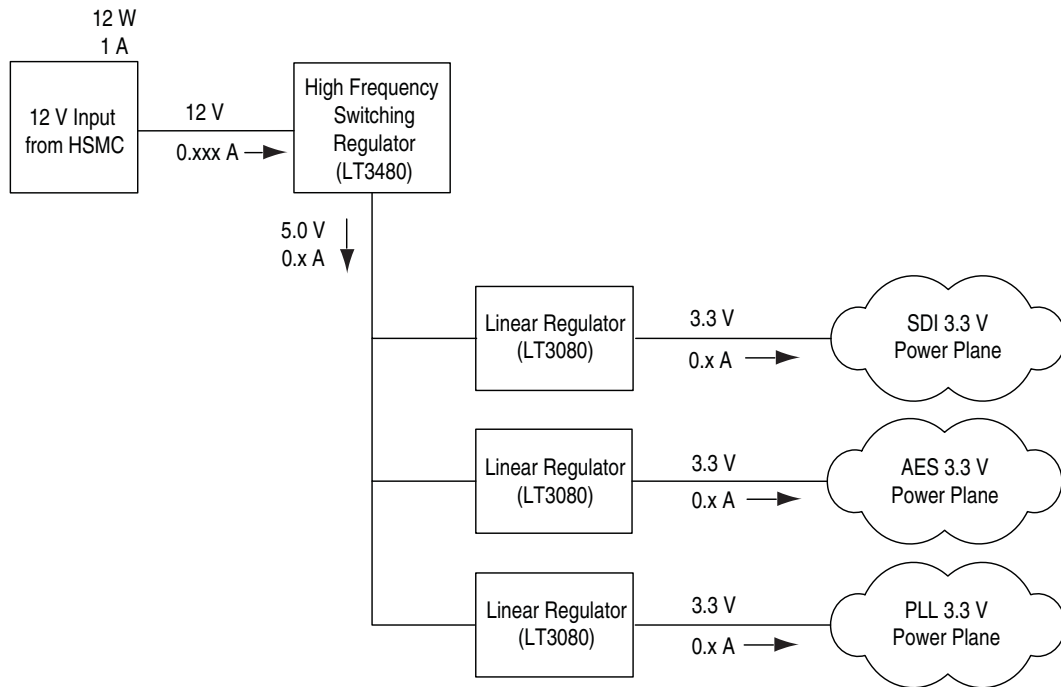 12 W
1 A
12 V Input
from HSMC
12 V
0.xxx A
High Frequency
Switching
Regulator
(LT3480)
5.0 V
0.x A
Linear Regulator
(LT3080)
3.3 V
0.x A
SDI 3.3 V
Power Plane
Linear Regulator
(LT3080)
3.3 V
0.x A
AES 3.3 V
Power Plane
Linear Regulator
(LT3080)
3.3 V
0.x A
PLL 3.3 V
Power Plane